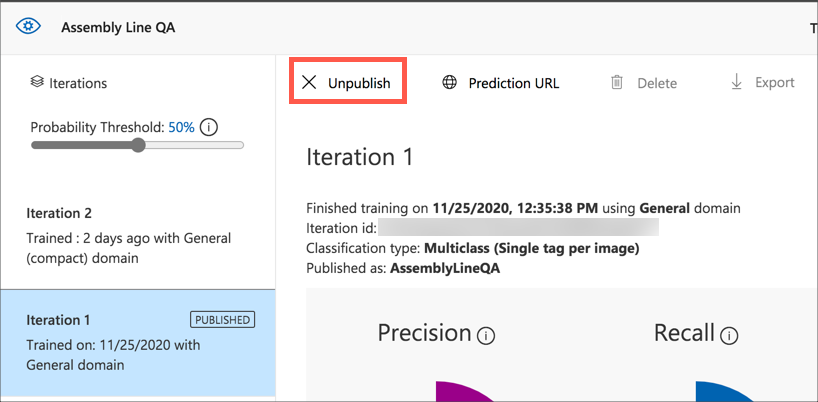 Assembly Line QA
Iterations
Probability Threshold: 50%
Iteration 2
Trained : 2 days ago with General
(compact) domain
Iteration 1 PUBLISHED
Trained on: 11/25/2020 with
General domain
Unpublish Prediction URL Delete Export
Iteration 1
Finished training on 11/25/2020, 12:35:38 PM using General domain
Iteration id:
Classification type: Multiclass (Single tag per image)
Published as: AssemblyLineQA
Precision Recall